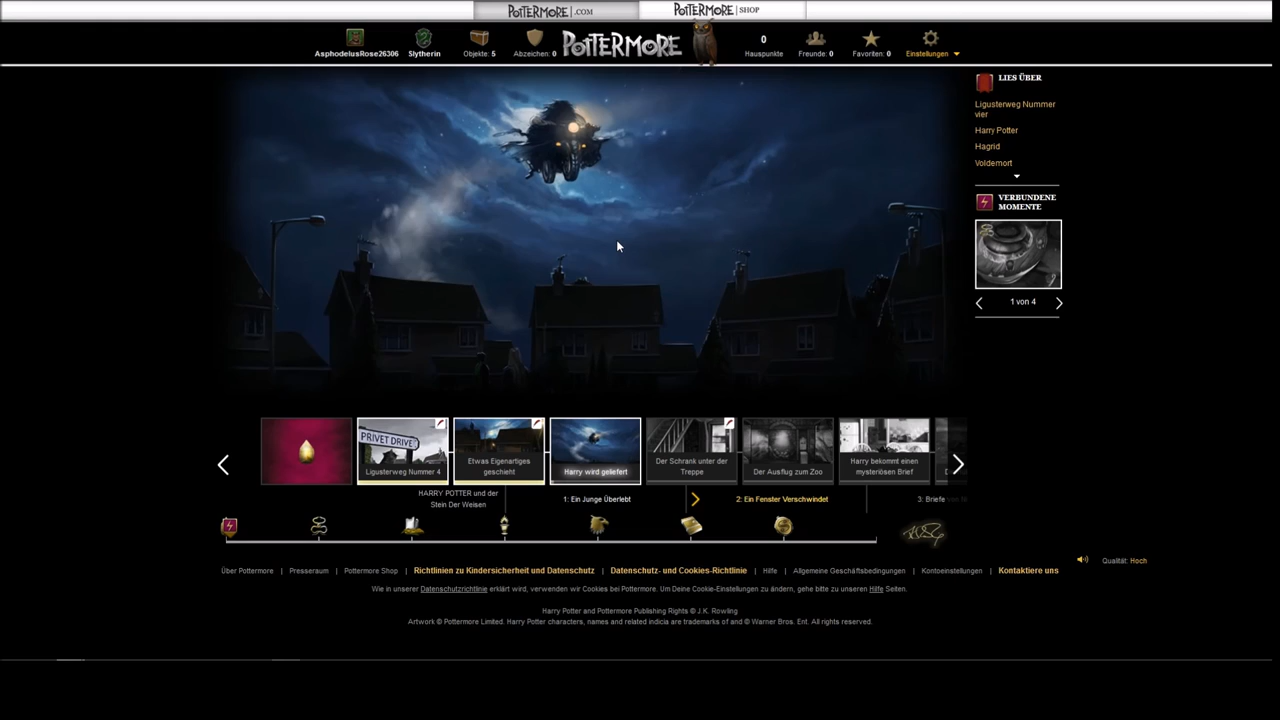 POTTERMORE .COM
POTTERMORE SHOP
AsphodelusRose26306
Slytherin
Objekte: 5
Abzeichen: 0
POTTERMORE
0
Hauspunkte
Freunde: 0
Favoriten: 0
Einstellungen
LIES ÜBER
Ligusterweg Nummer
vier
Harry Potter
Hagrid
Voldemort
VERBUNDENE
MOMENTE
1 von 4
PRIVET DRIVE
Ligusterweg Nummer 4
Etwas Eigenartiges
geschieht
Harry wird geliefert
Der Schrank unter der
Treppe
Der Ausflug zum Zoo
Harry bekommt einen
mysteriösen Brief
HARRY POTTER und der
Stein Der Weisen
1: Ein Junge Überlebt
2: Ein Fenster Verschwindet
3: Briefe
Qualität: Hoch
Über Pottermore | Presseraum | Pottermore Shop | Richtlinien zu Kindersicherheit und Datenschutz | Datenschutz- und Cookies-Richtlinie | Hilfe | Allgemeine Geschäftsbedingungen | Kontoeinstellungen | Kontaktiere uns
Wie in unserer Datenschutzrichtlinie erklärt wird, verwenden wir Cookies bei Pottermore. Um Deine Cookie-Einstellungen zu ändern, gehe bitte zu unseren Hilfe Seiten.
Harry Potter and Pottermore Publishing Rights © J.K. Rowling
Artwork © Pottermore Limited. Harry Potter characters, names and related indicia are trademarks of and © Warner Bros. Ent. All rights reserved.